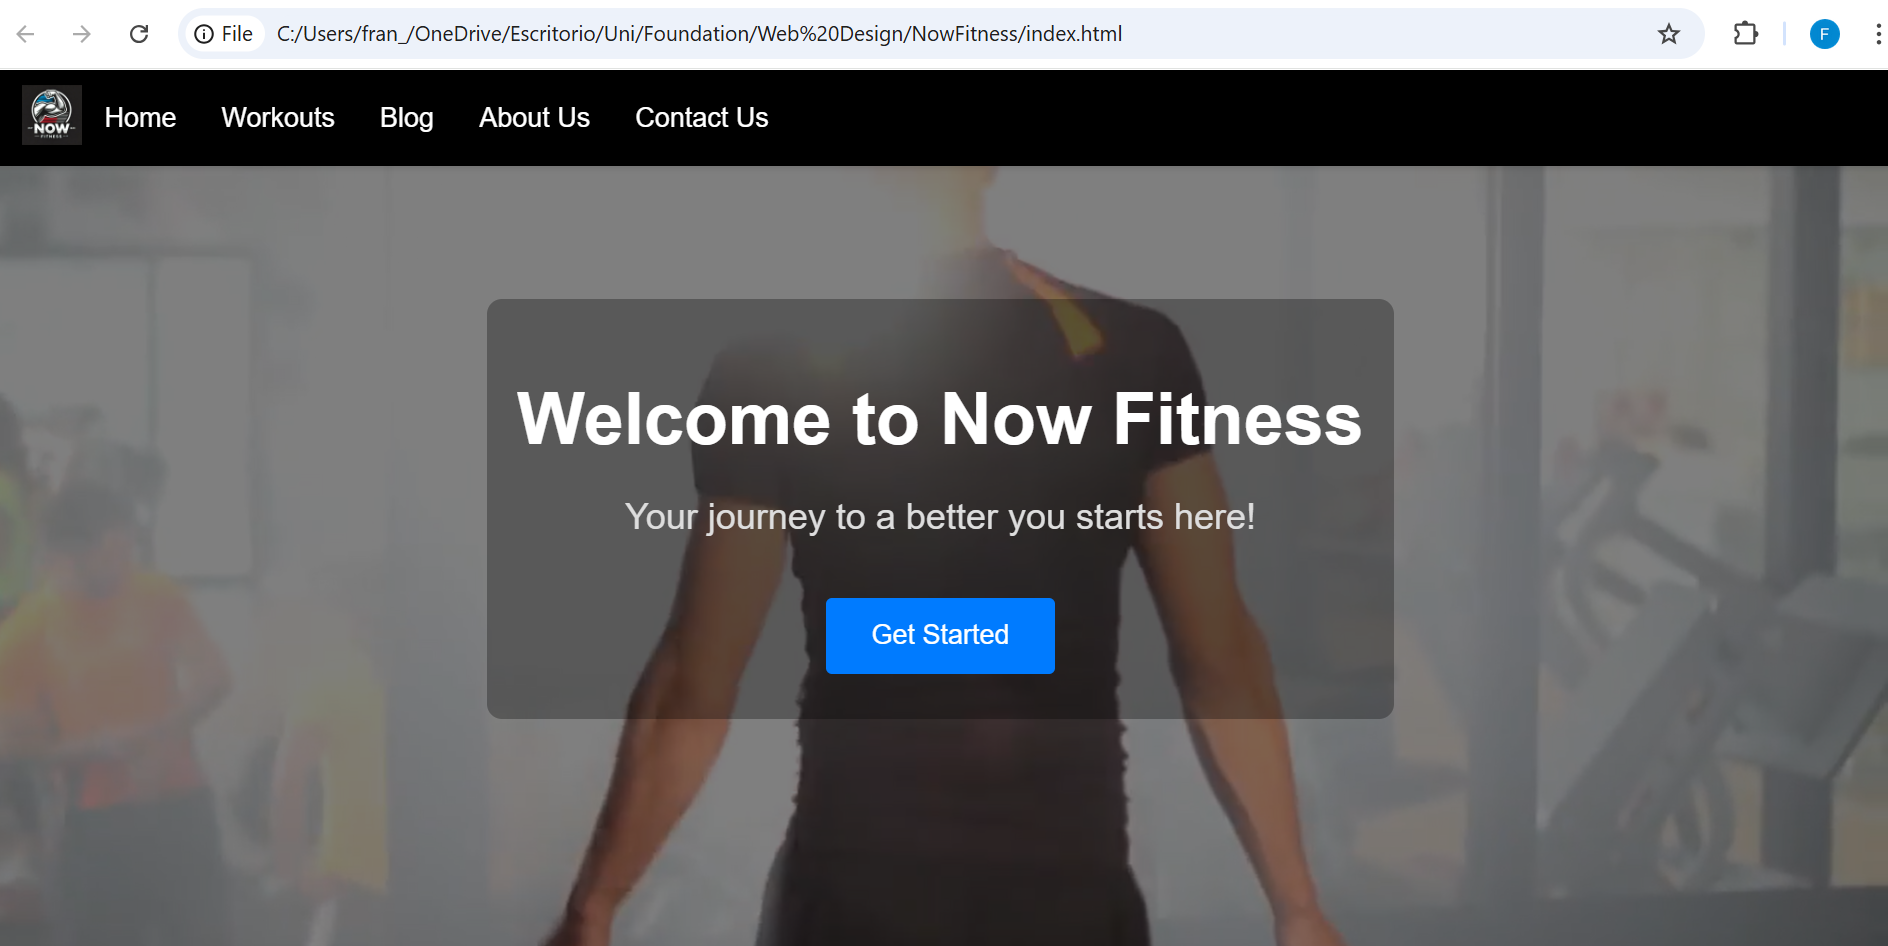 File C:/Users/fran_/OneDrive/Escritorio/Uni/Foundation/Web%20Design/NowFitness/index.html
F
NOW
FITNESS
Home Workouts Blog About Us Contact Us
Welcome to Now Fitness
Your journey to a better you starts here!
Get Started